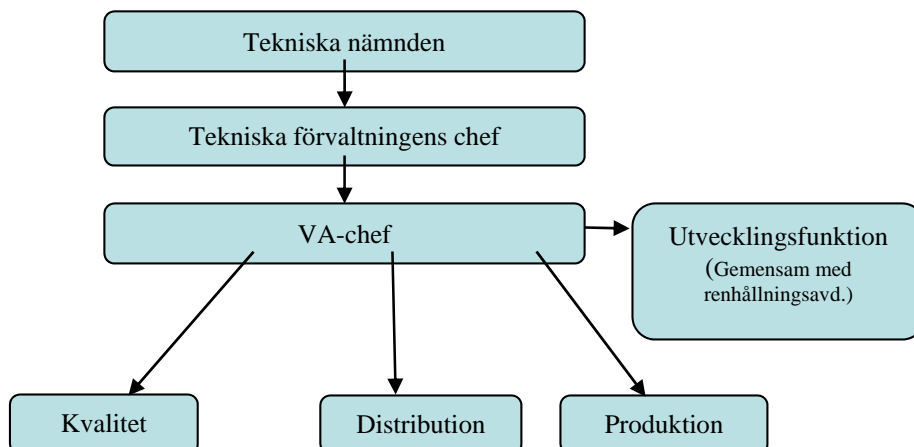 Tekniska nämnden
Tekniska förvaltningens chef
VA-chef
Utvecklingsfunktion
(Gemensam med
renhållningsavd.)
Kvalitet
Distribution
Produktion